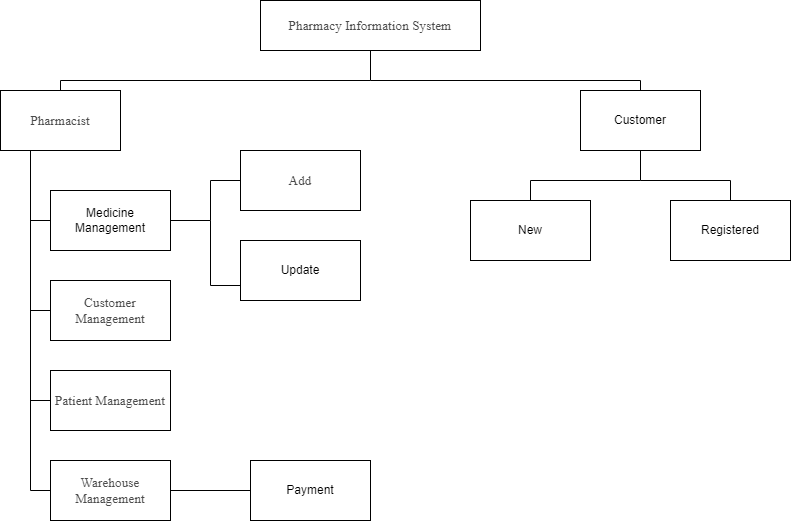 Pharmacy Information System
Pharmacist
Customer
Add
Medicine
Management
New
Registered
Update
Customer
Management
Patient Management
Warehouse
Management
Payment